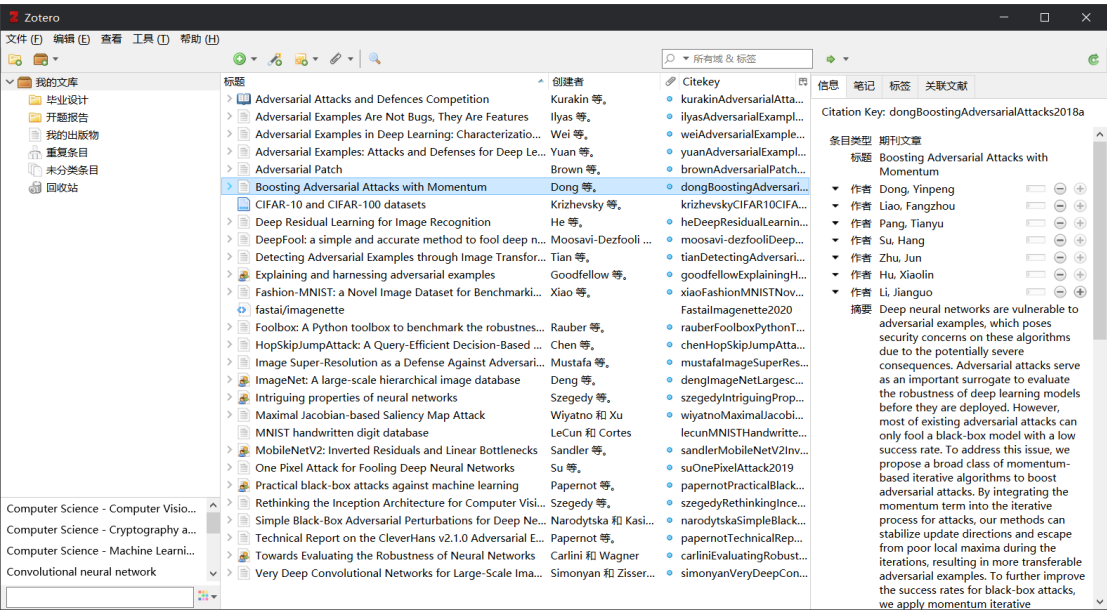 Zotero
文件 (F) 编辑 (E) 查看 工具 (T) 帮助 (H)
所有域 & 标签
我的文库
毕业设计
开题报告
我的出版物
重复条目
未分类条目
回收站
Computer Science - Computer Visio...
Computer Science - Cryptography a...
Computer Science - Machine Learni...
Convolutional neural network
标题 创建者 Citekey
Adversarial Attacks and Defences Competition Kurakin 等。 kurakinAdversarialAtta...
Adversarial Examples Are Not Bugs, They Are Features Ilyas 等。 ilyasAdversarialExampl...
Adversarial Examples in Deep Learning: Characterizatio... Wei 等。 weiAdversarialExample...
Adversarial Examples: Attacks and Defenses for Deep Le... Yuan 等。 yuanAdversarialExampl...
Adversarial Patch Brown 等。 brownAdversarialPatch...
Boosting Adversarial Attacks with Momentum Dong 等。 dongBoostingAdversari...
CIFAR-10 and CIFAR-100 datasets Krizhevsky 等。 krizhevskyCIFAR10CIFA...
Deep Residual Learning for Image Recognition He 等。 heDeepResidualLearnin...
DeepFool: a simple and accurate method to fool deep n... Moosavi-Dezfooli ... moosavi-dezfooliDeep...
Detecting Adversarial Examples through Image Transfor... Tian 等。 tianDetectingAdversari...
Explaining and harnessing adversarial examples Goodfellow 等。 goodfellowExplainingH...
Fashion-MNIST: a Novel Image Dataset for Benchmarki... Xiao 等。 xiaoFashionMNISTNov...
fastai/imagenette FastaiImagenette2020
Foolbox: A Python toolbox to benchmark the robustnes... Rauber 等。 rauberFoolboxPythonT...
HopSkipJumpAttack: A Query-Efficient Decision-Based ... Chen 等。 chenHopSkipJumpAtta...
Image Super-Resolution as a Defense Against Adversari... Mustafa 等。 mustafaImageSuperRes...
ImageNet: A large-scale hierarchical image database Deng 等。 dengImageNetLargesc...
Intriguing properties of neural networks Szegedy 等。 szegedyIntriguingProp...
Maximal Jacobian-based Saliency Map Attack Wiyatno 和 Xu wiyatnoMaximalJacobi...
MNIST handwritten digit database LeCun 和 Cortes lecunMNISTHandwritte...
MobileNetV2: Inverted Residuals and Linear Bottlenecks Sandler 等。 sandlerMobileNetV2Inv...
One Pixel Attack for Fooling Deep Neural Networks Su 等。 suOnePixelAttack2019
Practical black-box attacks against machine learning Papernot 等。 papernotPracticalBlack...
Rethinking the Inception Architecture for Computer Visi... Szegedy 等。 szegedyRethinkingInce...
Simple Black-Box Adversarial Perturbations for Deep Ne... Narodytska 和 Kasi... narodytskaSimpleBlack...
Technical Report on the CleverHans v2.1.0 Adversarial E... Papernot 等。 papernotTechnicalRep...
Towards Evaluating the Robustness of Neural Networks Carlini 和 Wagner carliniEvaluatingRobust...
Very Deep Convolutional Networks for Large-Scale Ima... Simonyan 和 Zisser... simonyanVeryDeepCon...
信息 笔记 标签 关联文献
Citation Key: dongBoostingAdversarialAttacks2018a
条目类型 期刊文章
标题 Boosting Adversarial Attacks with
Momentum
作者 Dong, Yinpeng
作者 Liao, Fangzhou
作者 Pang, Tianyu
作者 Su, Hang
作者 Zhu, Jun
作者 Hu, Xiaolin
作者 Li, Jianguo
摘要 Deep neural networks are vulnerable to
adversarial examples, which poses
security concerns on these algorithms
due to the potentially severe
consequences. Adversarial attacks serve
as an important surrogate to evaluate
the robustness of deep learning models
before they are deployed. However,
most of existing adversarial attacks can
only fool a black-box model with a low
success rate. To address this issue, we
propose a broad class of momentum-
based iterative algorithms to boost
adversarial attacks. By integrating the
momentum term into the iterative
process for attacks, our methods can
stabilize update directions and escape
from poor local maxima during the
iterations, resulting in more transferable
adversarial examples. To further improve
the success rates for black-box attacks,
we apply momentum iterative